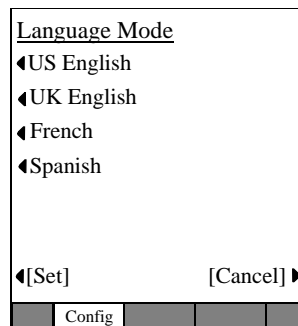 Language Mode
US English
UK English
French
Spanish
[Set] [Cancel]
Config